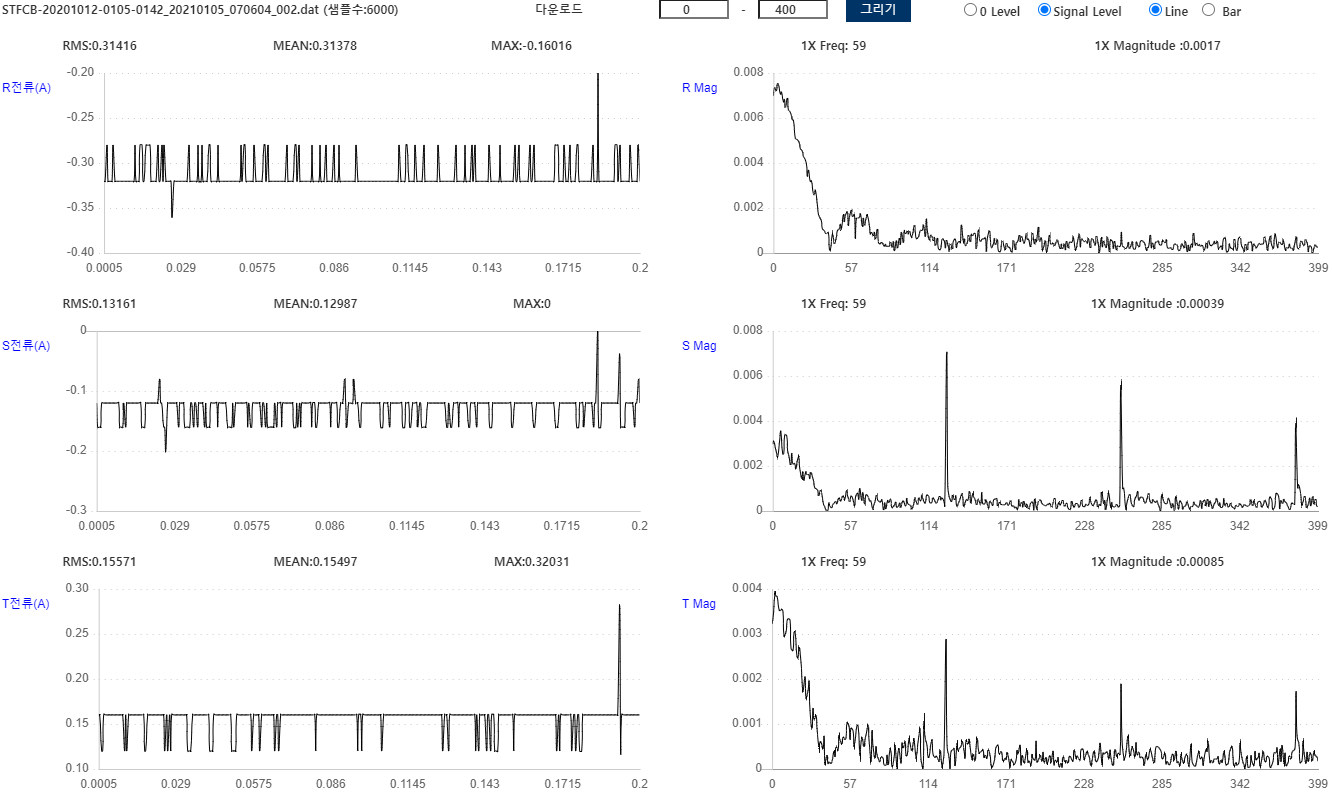 STFCB-20201012-0105-0142_20210105_070604_002.dat (샘플수:6000) 다운로드 0 - 400 그리기 0 Level Signal Level Line Bar
RMS:0.31416 MEAN:0.31378 MAX:-0.16016 1X Freq: 59 1X Magnitude :0.0017
R전류(A)
-0.20
-0.25
-0.30
-0.35
-0.40
0.0005 0.029 0.0575 0.086 0.1145 0.143 0.1715 0.2
R Mag
0.008
0.006
0.004
0.002
0
0 57 114 171 228 285 342 399
RMS:0.13161 MEAN:0.12987 MAX:0 1X Freq: 59 1X Magnitude :0.00039
S전류(A)
0
-0.1
-0.2
-0.3
0.0005 0.029 0.0575 0.086 0.1145 0.143 0.1715 0.2
S Mag
0.008
0.006
0.004
0.002
0
0 57 114 171 228 285 342 399
RMS:0.15571 MEAN:0.15497 MAX:0.32031 1X Freq: 59 1X Magnitude :0.00085
T전류(A)
0.30
0.25
0.20
0.15
0.10
0.0005 0.029 0.0575 0.086 0.1145 0.143 0.1715 0.2
T Mag
0.004
0.003
0.002
0.001
0
0 57 114 171 228 285 342 399